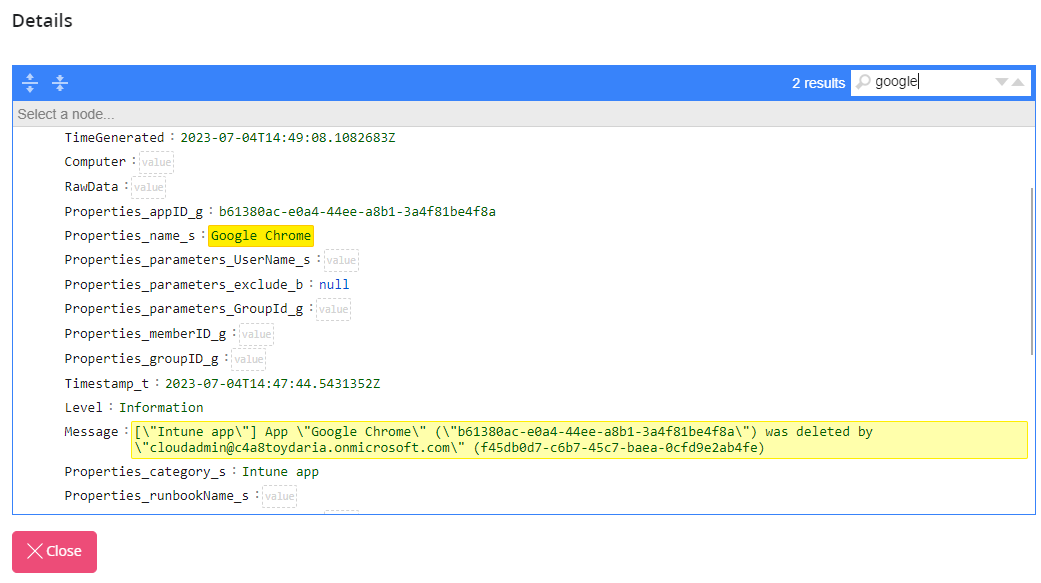 Details
2 results google
Select a node...
TimeGenerated : 2023-07-04T14:49:08.1082683Z
Computer : value
RawData : value
Properties_appID_g : b61380ac-e0a4-44ee-a8b1-3a4f81be4f8a
Properties_name_s : Google Chrome
Properties_parameters_UserName_s : value
Properties_parameters_exclude_b : null
Properties_parameters_GroupId_g : value
Properties_memberID_g : value
Properties_groupID_g : value
Timestamp_t : 2023-07-04T14:47:44.5431352Z
Level : Information
Message : [\"Intune app\"] App \"Google Chrome\" (\"b61380ac-e0a4-44ee-a8b1-3a4f81be4f8a\") was deleted by
\"cloudadmin@c4a8toydaria.onmicrosoft.com\" (f45db0d7-c6b7-45c7-baea-0cfd9e2ab4fe)
Properties_category_s : Intune app
Properties_runbookName_s : value
Close